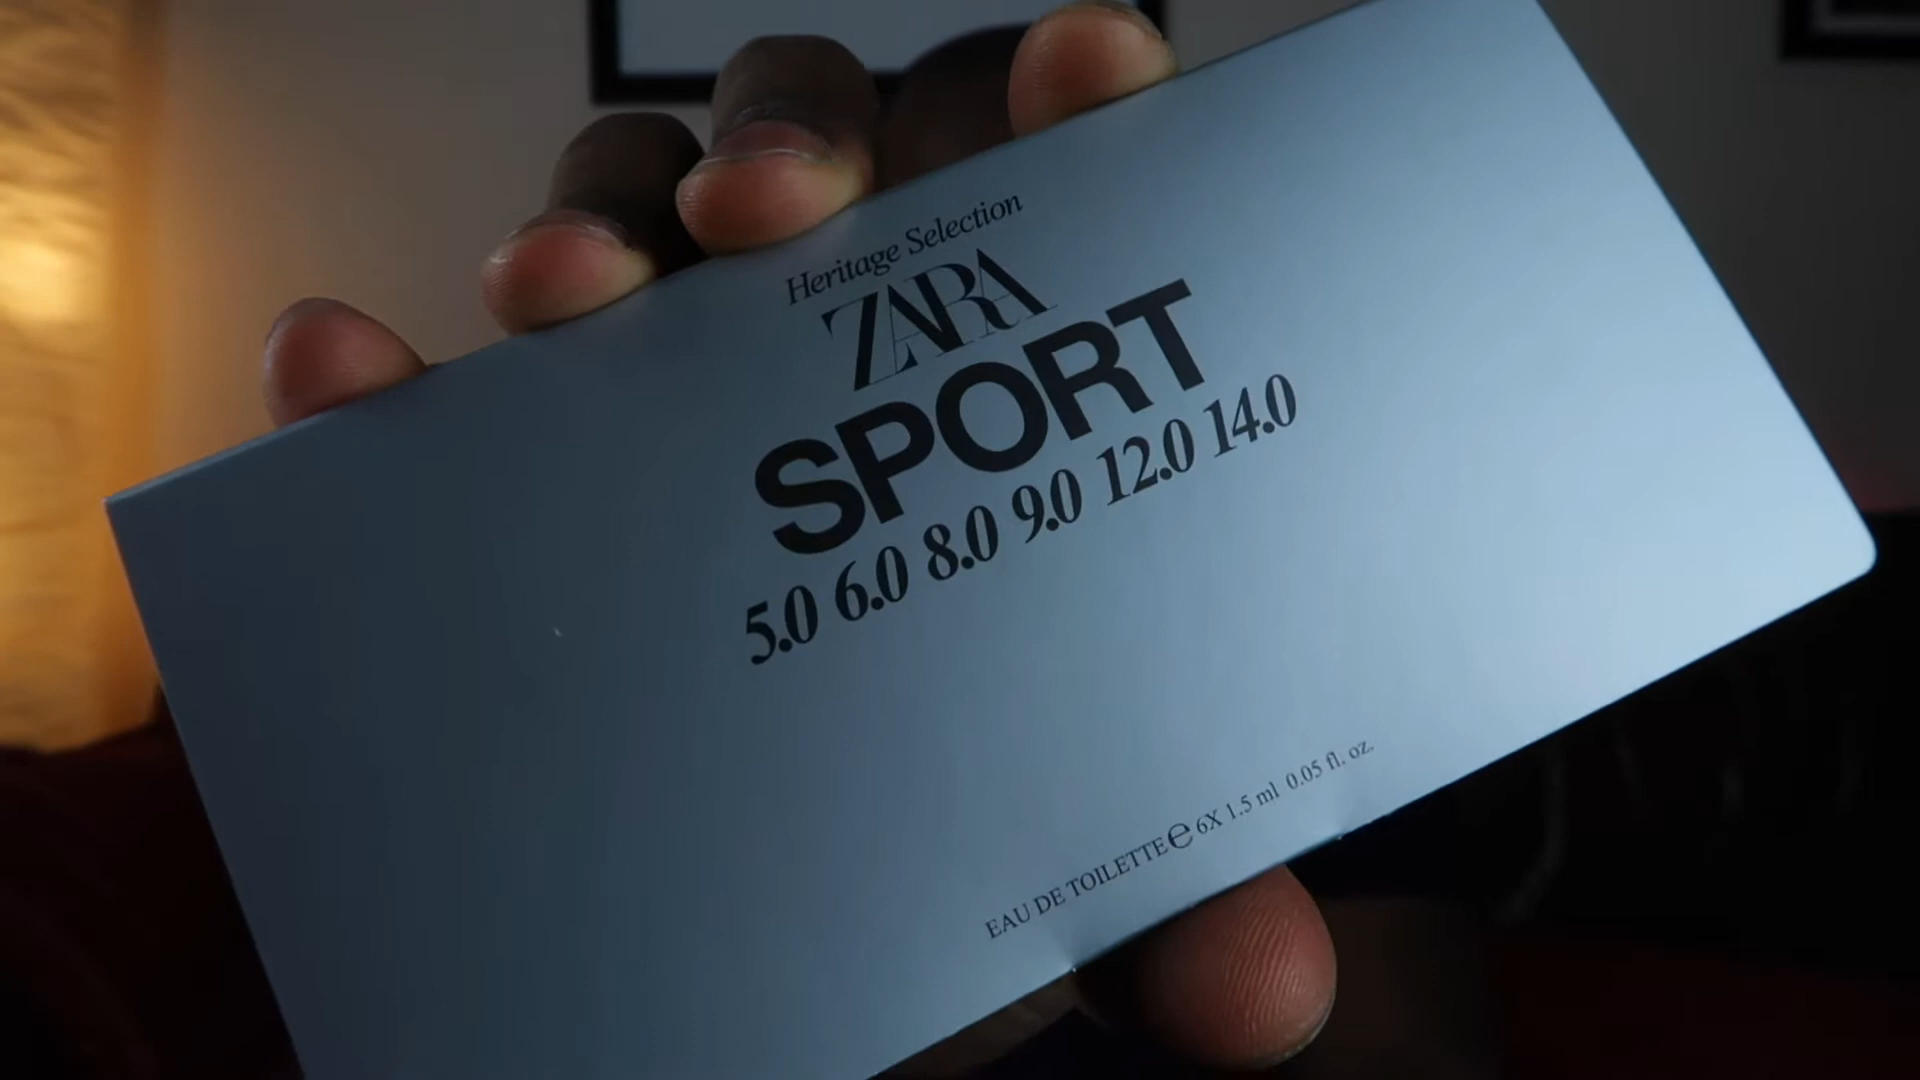 Heritage Selection
ZARA
SPORT
5.0 6.0 8.0 9.0 12.0 14.0
EAU DE TOILETTE ℮ 6X 1.5 ml 0.05 fl. oz.